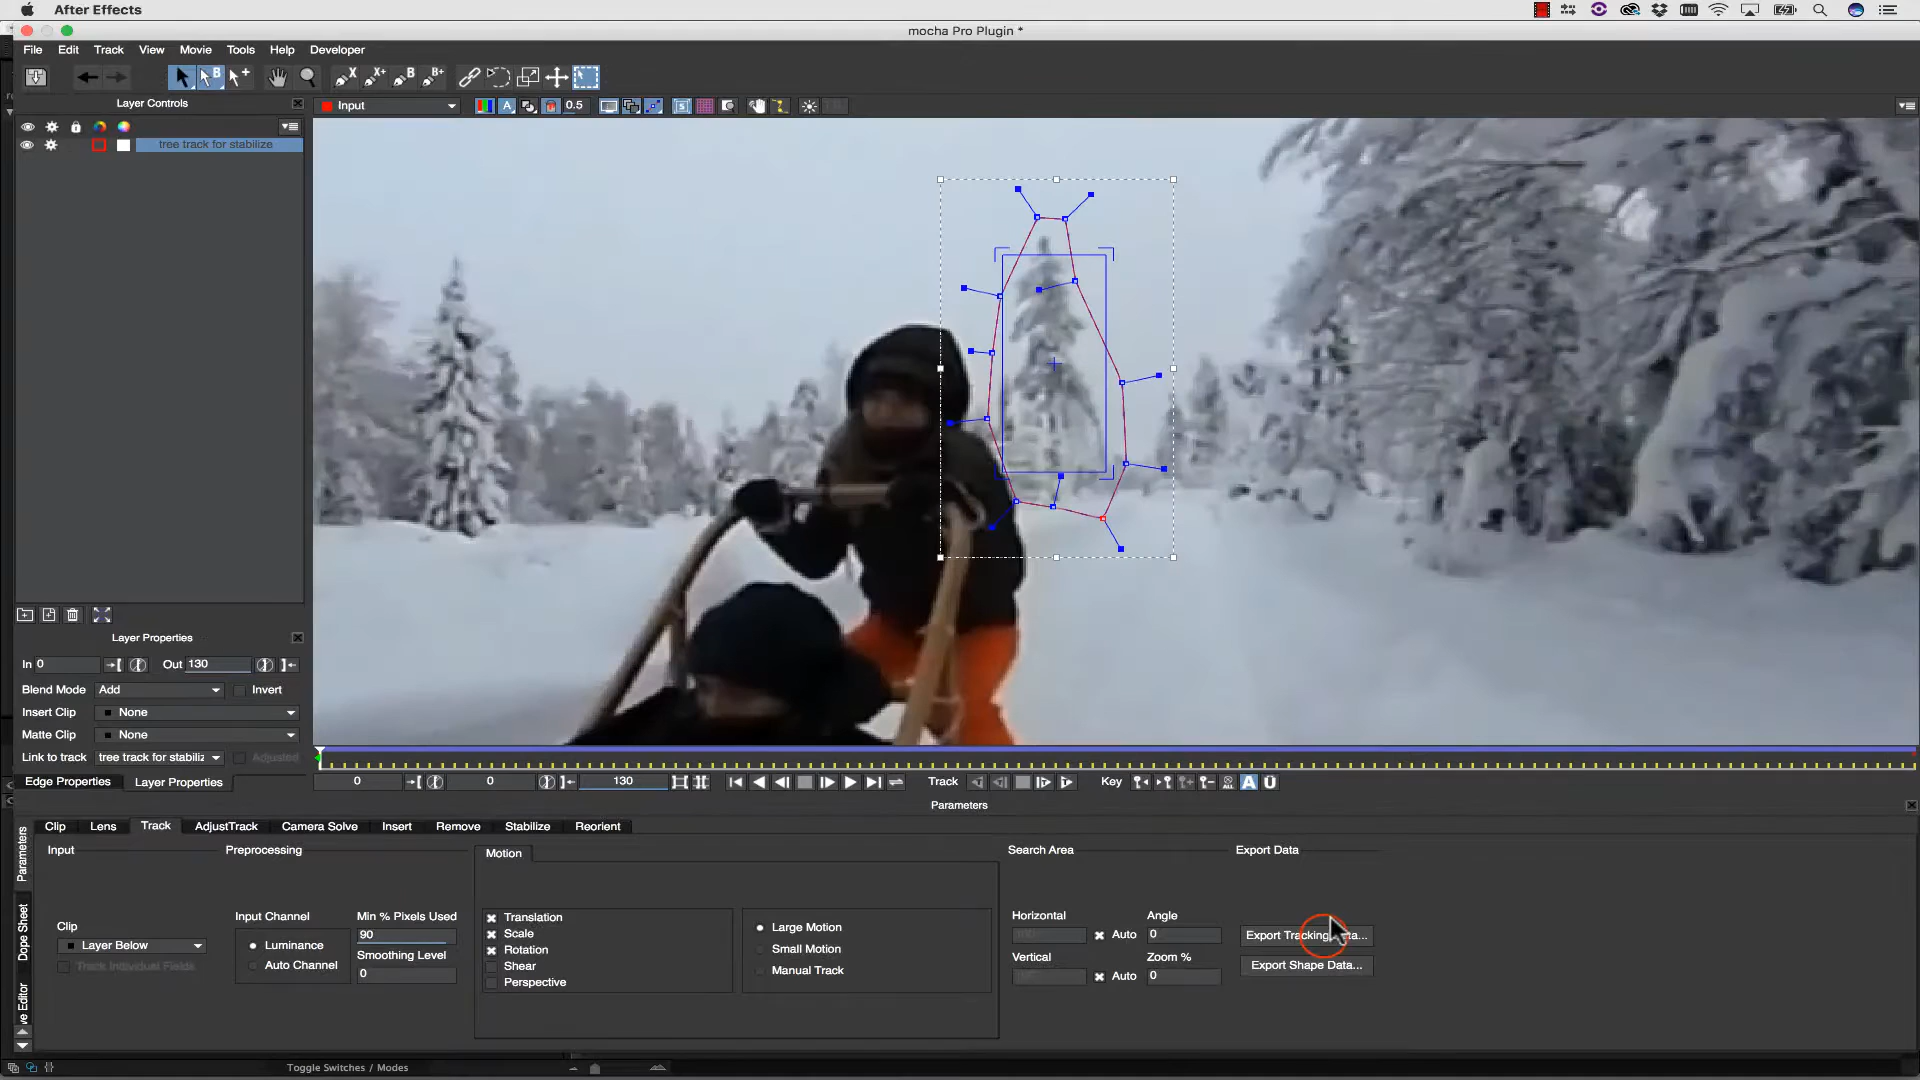 After Effects
mocha Pro Plugin *
File Edit Track View Movie Tools Help Developer
Layer Controls
Input
0.5
tree track for stabilize
Layer Properties
In 0 Out 130
Blend Mode Add Invert
Insert Clip None
Matte Clip None
Link to track tree track for stabiliz Adjusted
Edge Properties Layer Properties
0 0 130 Track Key
Parameters
Clip Lens Track AdjustTrack Camera Solve Insert Remove Stabilize Reorient
Parameters
Dope Sheet
Input Preprocessing Motion Search Area Export Data
Clip
Layer Below
Track Individual Fields
Input Channel
Luminance
Auto Channel
Min % Pixels Used
90
Smoothing Level
0
Translation
Scale
Rotation
Shear
Perspective
Large Motion
Small Motion
Manual Track
Horizontal Angle
Auto 0
Vertical Zoom %
Auto 0
Export Tracking
Export Shape Data...
Toggle Switches / Modes